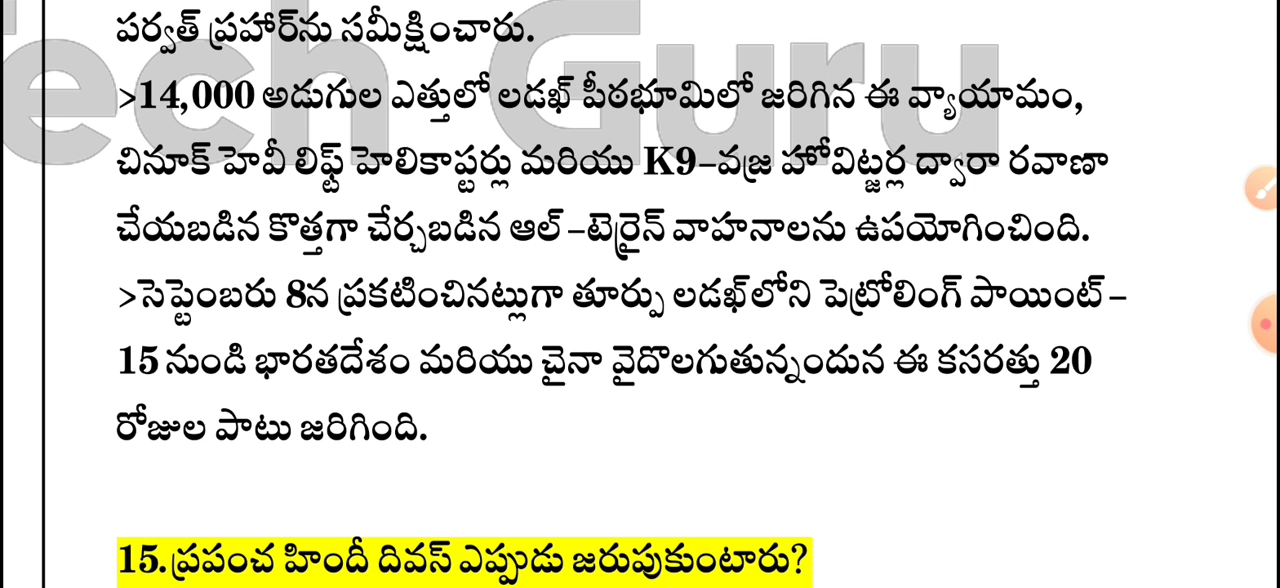 Tech Guru
పర్వత్ ప్రహార్‌ను సమీక్షించారు.
>14,000 అడుగుల ఎత్తులో లడఖ్ పీఠభూమిలో జరిగిన ఈ వ్యాయామం,
చినూక్ హెవీ లిఫ్ట్ హెలికాప్టర్లు మరియు K9-వజ్ర హోవిట్జర్ల ద్వారా రవాణా
చేయబడిన కొత్తగా చేర్చబడిన ఆల్-టెర్రైన్ వాహనాలను ఉపయోగించింది.
>సెప్టెంబరు 8న ప్రకటించినట్లుగా తూర్పు లడఖ్‌లోని పెట్రోలింగ్ పాయింట్-
15 నుండి భారతదేశం మరియు చైనా వైదొలగుతున్నందున ఈ కసరత్తు 20
రోజుల పాటు జరిగింది.
15.ప్రపంచ హిందీ దివస్ ఎప్పుడు జరుపుకుంటారు?